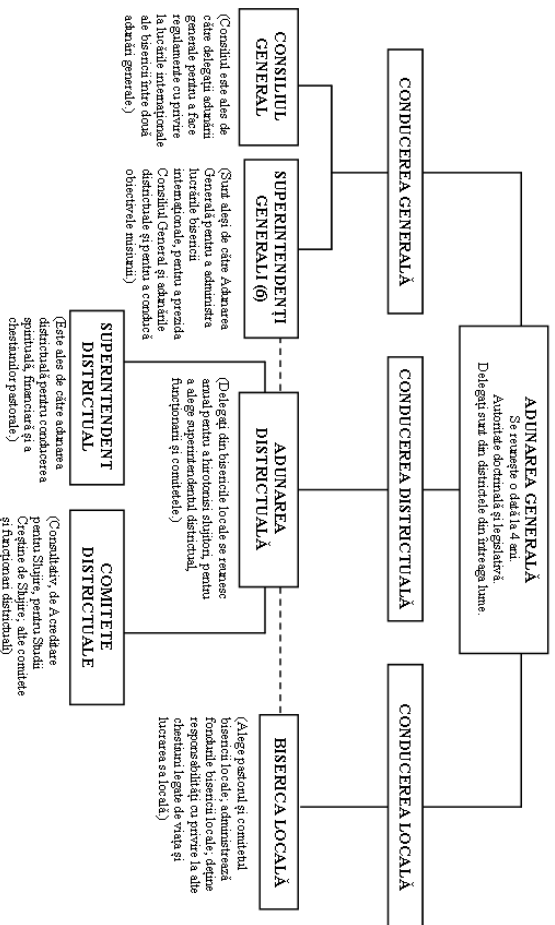 ADUNAREA GENERALĂ
Se reunește o dată la 4 ani.
Autoritate doctrinală și legislativă.
Delegați sunt din districtele din întreaga lume.
CONDUCEREA GENERALĂ
CONDUCEREA DISTRICTUALĂ
CONDUCEREA LOCALĂ
CONSILIUL
GENERAL
(Consiliul este ales de
către delegații adunării
generale pentru a face
regulamente cu privire
la lucările internaționale
ale bisericii între două
adunări generale.)
SUPERINTENDENȚI
GENERALI (6)
(Sunt aleși de către Adunarea
Generală pentru a administra
lucrările bisericii
internaționale, pentru a prezida
Consiliul General și adunările
districtuale și pentru a conducă
obiectivele misiunii.)
ADUNAREA
DISTRICTUALĂ
(Delegați din bisericile locale se reunesc
anual pentru a hirotonisi slujitori, pentru
a alege superintendentul districtual,
funcționarii și comitetele.)
BISERICA LOCALĂ
(Alege pastorul și comitetul
bisericii locale; administrează
fondurile bisericii locale; deține
responsabilități cu privire la alte
chestiuni legate de viața și
lucrarea sa locală.)
SUPERINTENDENT
DISTRICTUAL
(Este ales de către adunarea
districtuală pentru conducerea
spirituală, financiară și a
chestiunilor pastorale.)
COMITETE
DISTRICTUALE
(Consultativ, de Acreditare
pentru Slujire, pentru Studii
Creștine de Slujire; alte comitete
și funcționari districtuali)